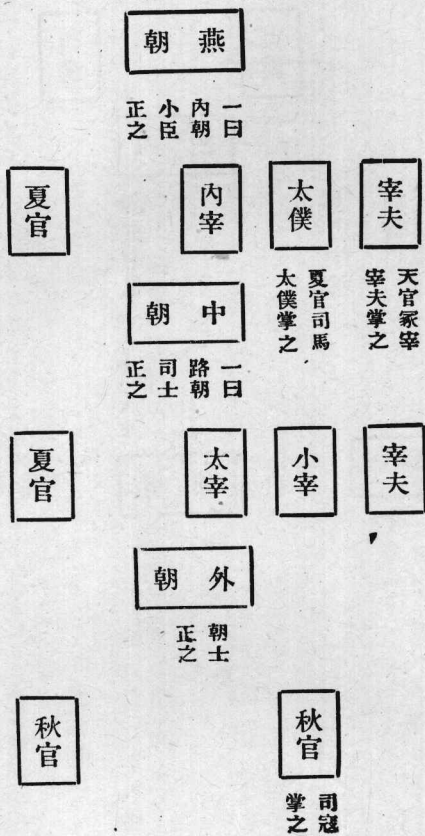 燕朝
一曰
內朝
小臣
正之
宰夫
天官冢宰
宰夫掌之
太僕
夏官司馬
太僕掌之
內宰
夏官
中朝
一曰
路朝
司士
正之
宰夫
小宰
太宰
夏官
外朝
朝士
正之
秋官
司寇
掌之
秋官